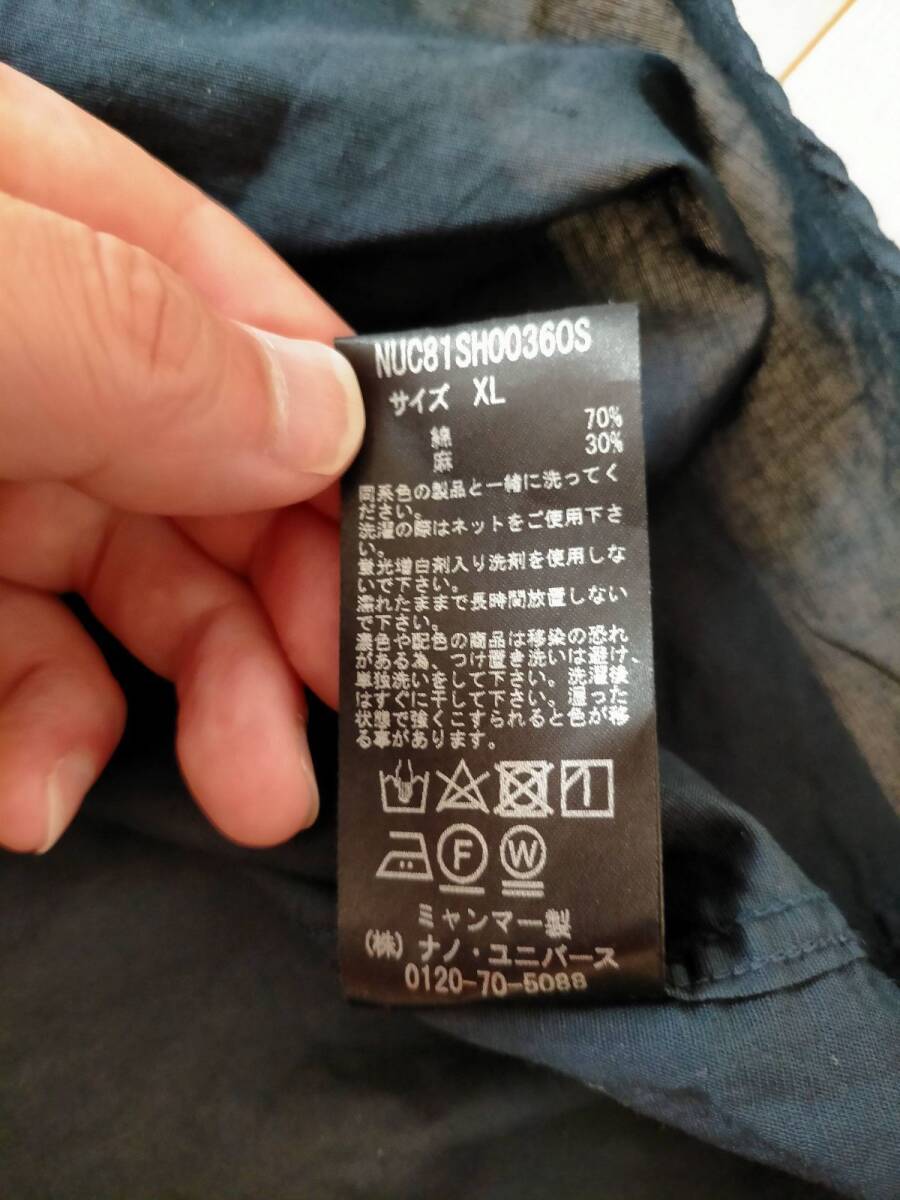 NUC81SH00360S
サイズ XL
綿 70%
麻 30%
同系色の製品と一緒に洗ってく
ださい。
洗濯の際はネットをご使用下さ
い。
蛍光増白剤入り洗剤を使用しな
いで下さい。
濡れたままで長時間放置しない
で下さい。
濃色や配色の商品は移染の恐れ
がある為、つけ置き洗いは避け、
単独洗いをして下さい。洗濯後
はすぐに干して下さい。湿った
状態で強くこすられると色が移
る事があります。
F W
ミャンマー製
(株) ナノ・ユニバース
0120-70-5088